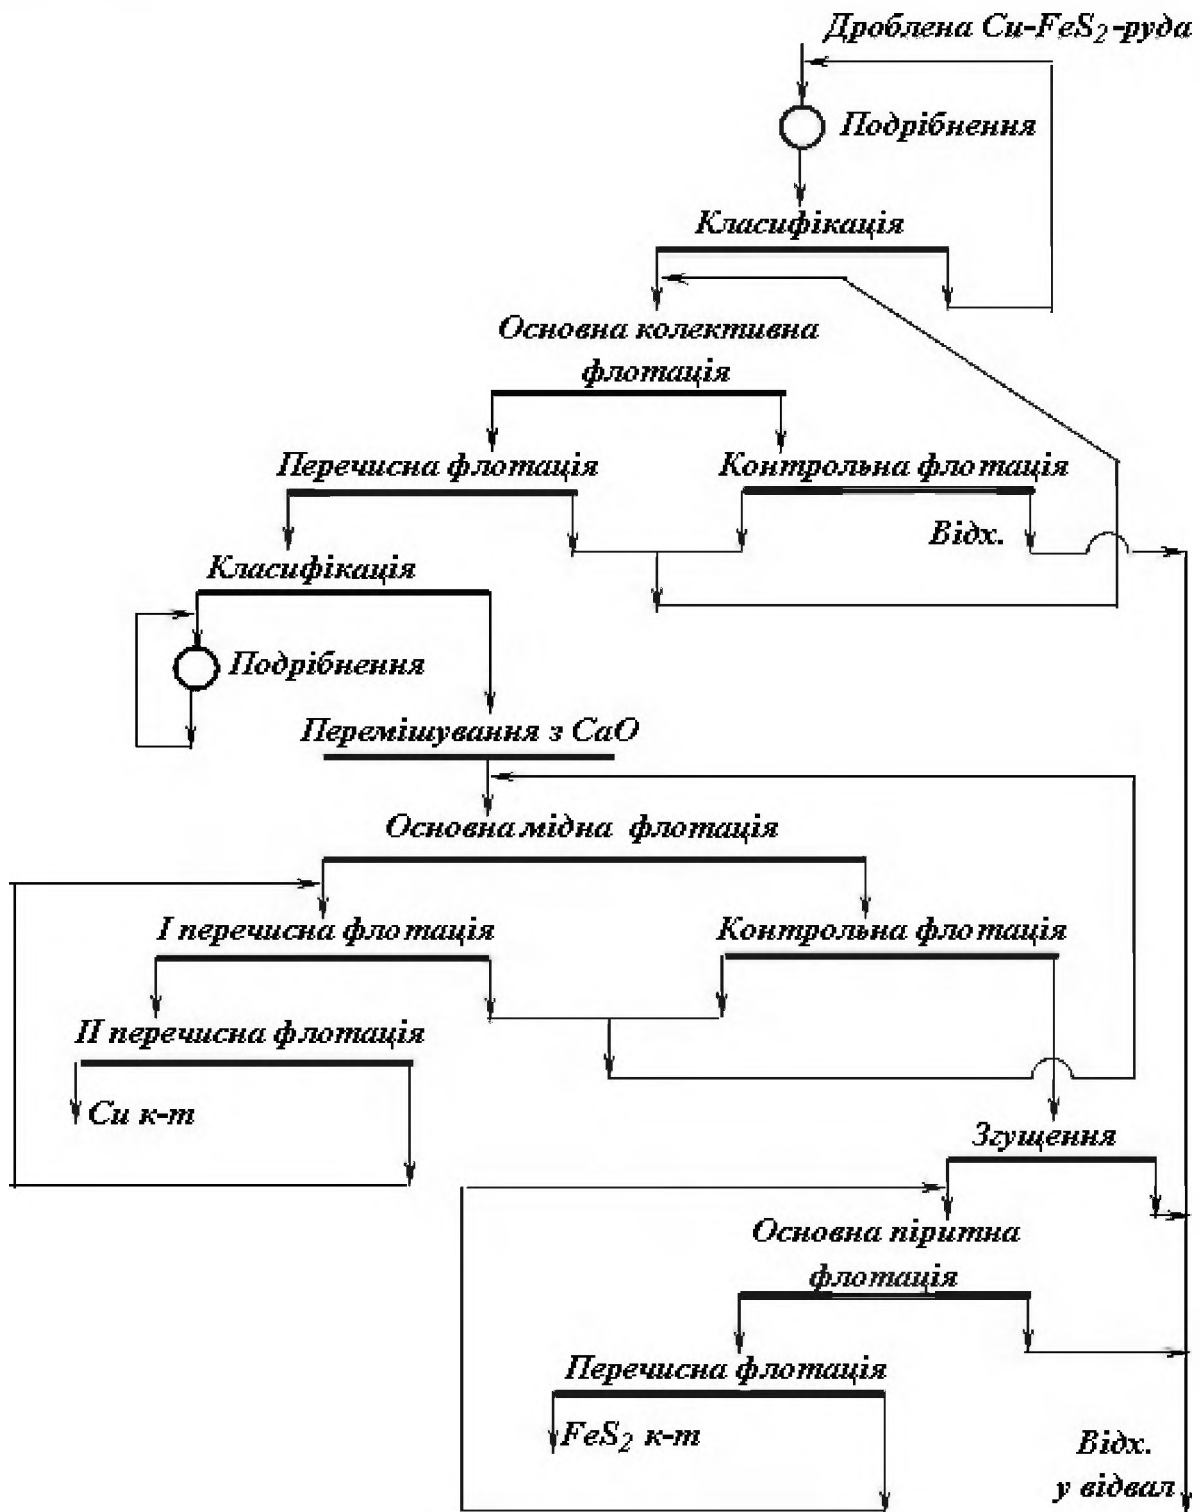 Дроблена Cu-FeS₂-руда
Подрібнення
Класифікація
Основна колективна
флотація
Перечисна флотація
Контрольна флотація
Відх.
Класифікація
Подрібнення
Перемішування з CaO
Основна мідна флотація
I перечисна флотація
Контрольна флотація
II перечисна флотація
Cu к-т
Згущення
Основна піритна
флотація
Перечисна флотація
FeS₂ к-т
Відх.
у відвал